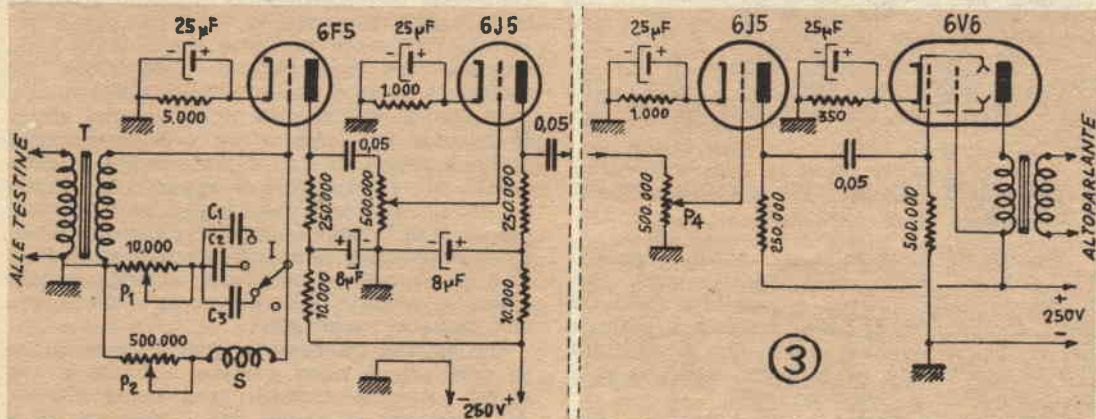 25µF
6F5
25µF
6J5
6J5
25µF
6V6
25µF
5.000
1.000
0,05
1.000
350
T
0,05
0,05
ALLE TESTINE
C1
C2
C3
I
10.000
P1
250.000
500.000
250.000
500.000
P4
250.000
500.000
ALTOPARLANTE
8µF
8µF
10.000
10.000
500.000
P2
S
- 250V +
3
+
250V
-